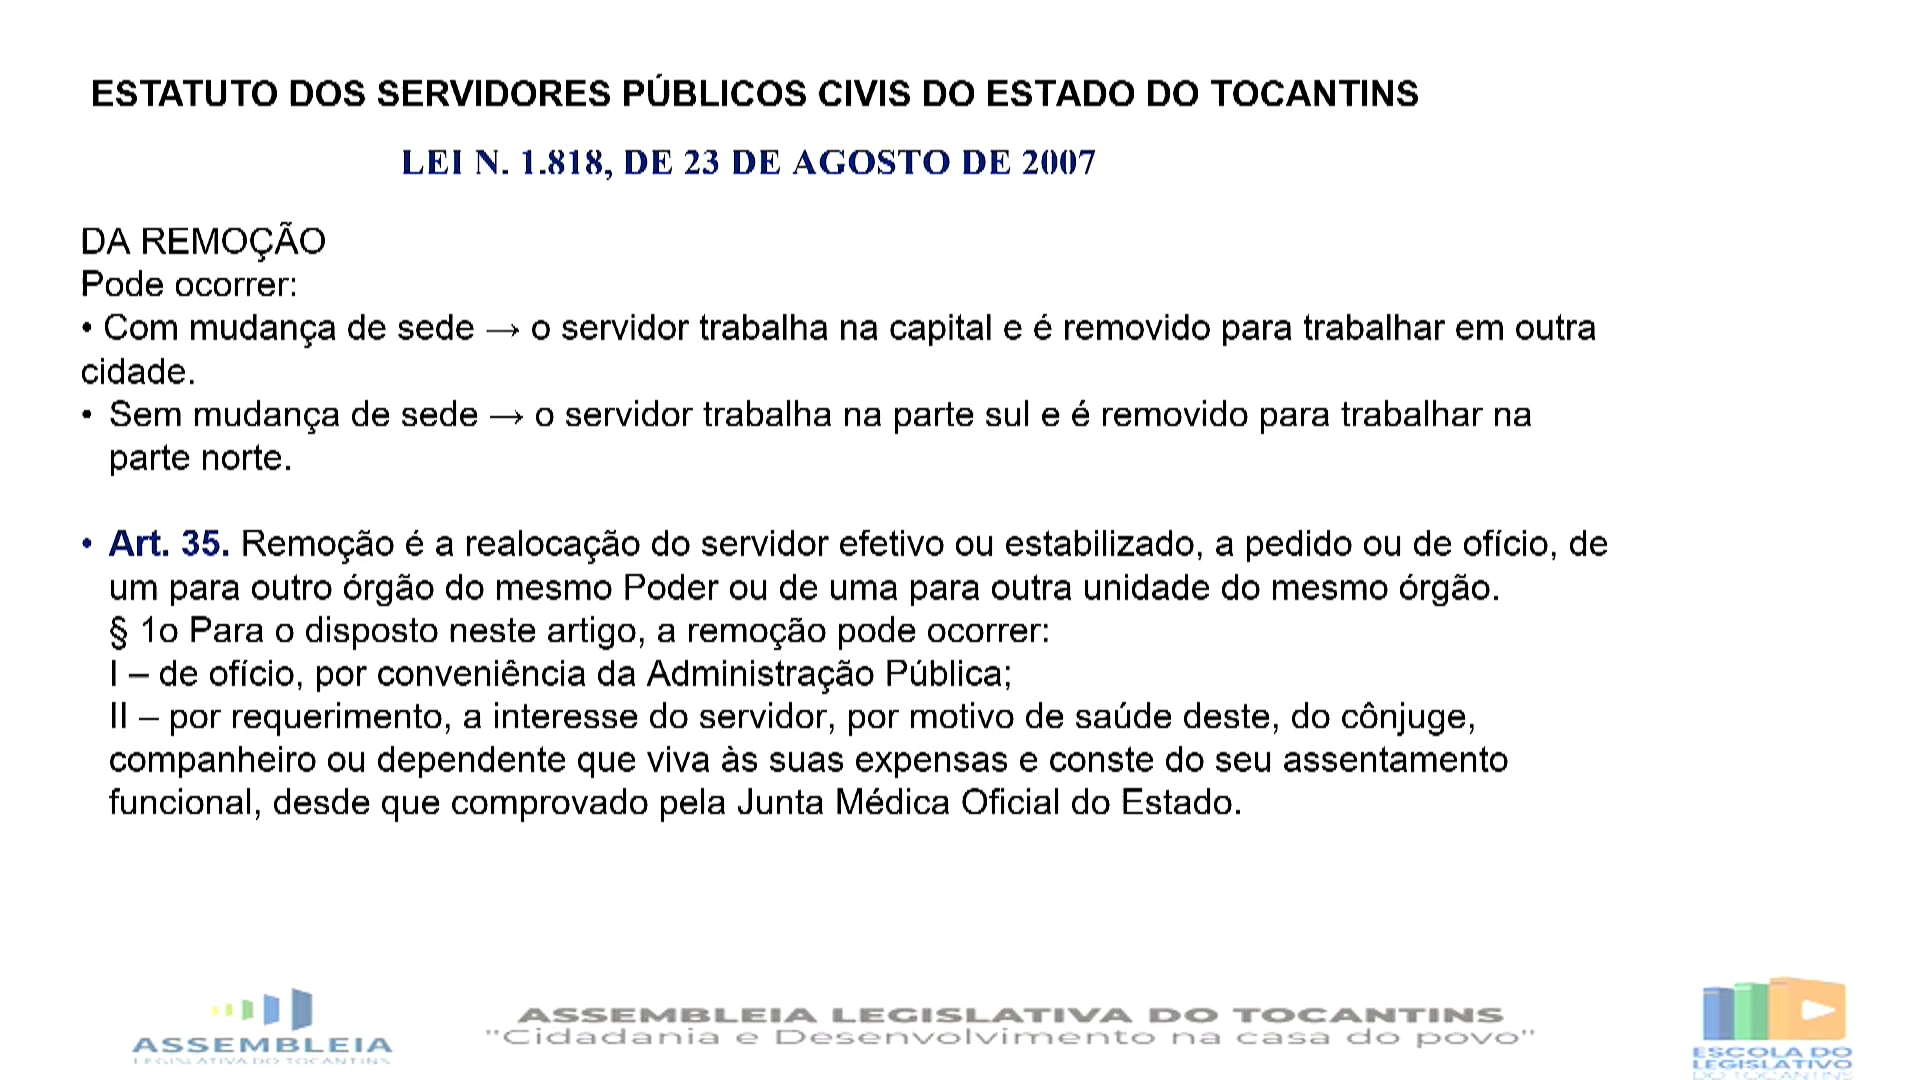 ESTATUTO DOS SERVIDORES PÚBLICOS CIVIS DO ESTADO DO TOCANTINS
LEI N. 1.818, DE 23 DE AGOSTO DE 2007
DA REMOÇÃO
Pode ocorrer:
• Com mudança de sede → o servidor trabalha na capital e é removido para trabalhar em outra
cidade.
• Sem mudança de sede → o servidor trabalha na parte sul e é removido para trabalhar na
parte norte.
• Art. 35. Remoção é a realocação do servidor efetivo ou estabilizado, a pedido ou de ofício, de
um para outro órgão do mesmo Poder ou de uma para outra unidade do mesmo órgão.
§ 1o Para o disposto neste artigo, a remoção pode ocorrer:
I – de ofício, por conveniência da Administração Pública;
II – por requerimento, a interesse do servidor, por motivo de saúde deste, do cônjuge,
companheiro ou dependente que viva às suas expensas e conste do seu assentamento
funcional, desde que comprovado pela Junta Médica Oficial do Estado.
ASSEMBLEIA
LEGISLATIVA DO TOCANTINS
ASSEMBLEIA LEGISLATIVA DO TOCANTINS
"Cidadania e Desenvolvimento na casa do povo"
ESCOLA DO
LEGISLATIVO
DO TOCANTINS